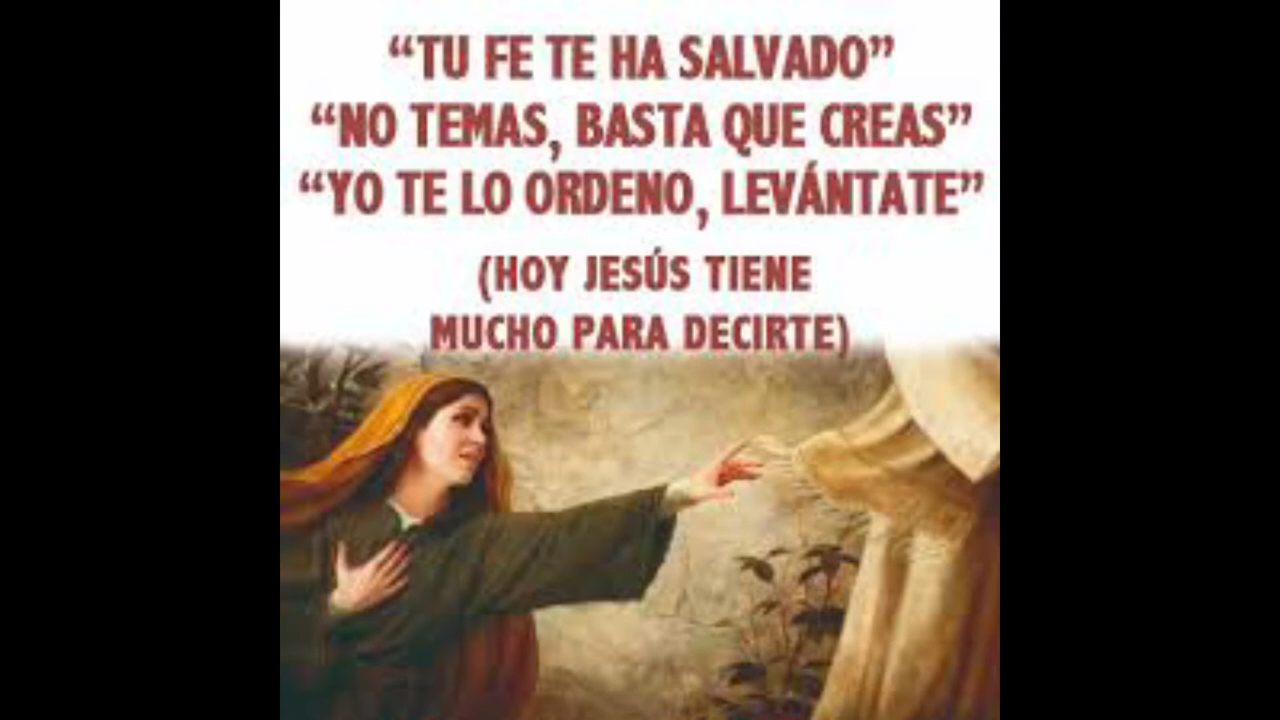 “TU FE TE HA SALVADO”
“NO TEMAS, BASTA QUE CREAS”
“YO TE LO ORDENO, LEVÁNTATE”
(HOY JESÚS TIENE
MUCHO PARA DECIRTE)